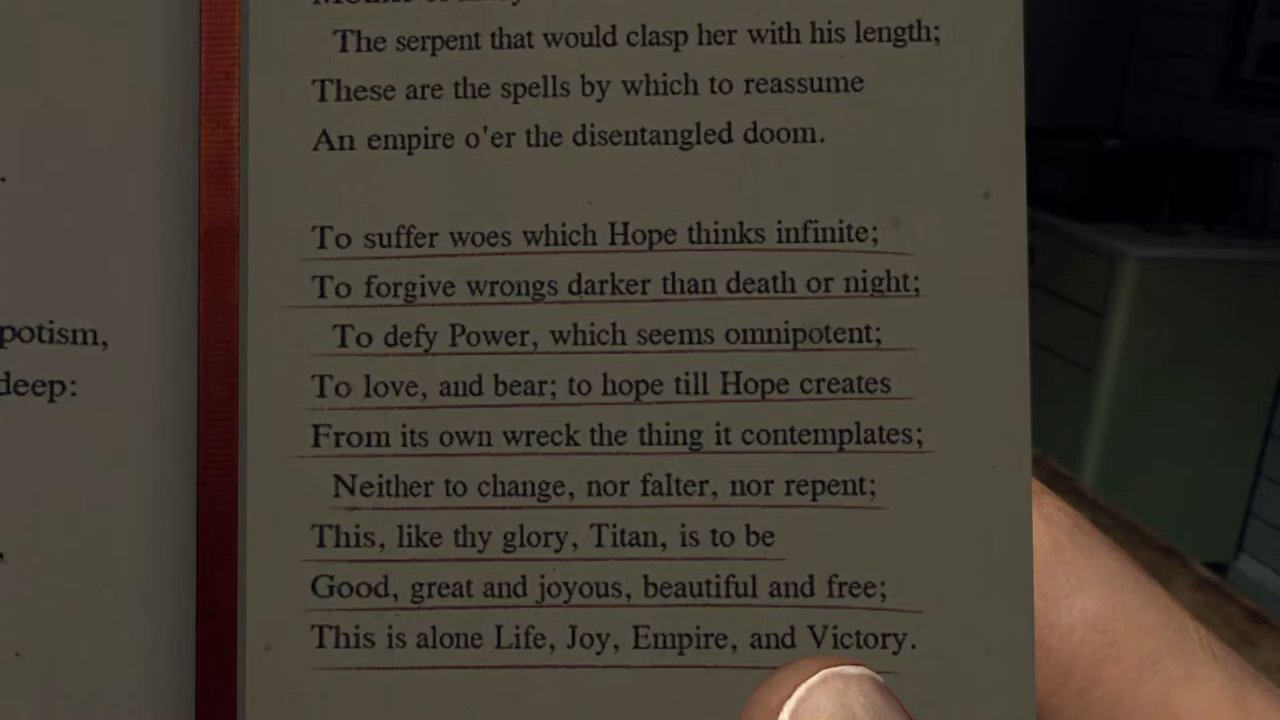 The serpent that would clasp her with his length;
These are the spells by which to reassume
An empire o'er the disentangled doom.
To suffer woes which Hope thinks infinite;
To forgive wrongs darker than death or night;
potism,
To defy Power, which seems omnipotent;
deep:
To love, and bear; to hope till Hope creates
From its own wreck the thing it contemplates;
Neither to change, nor falter, nor repent;
This, like thy glory, Titan, is to be
Good, great and joyous, beautiful and free;
This is alone Life, Joy, Empire, and Victory.